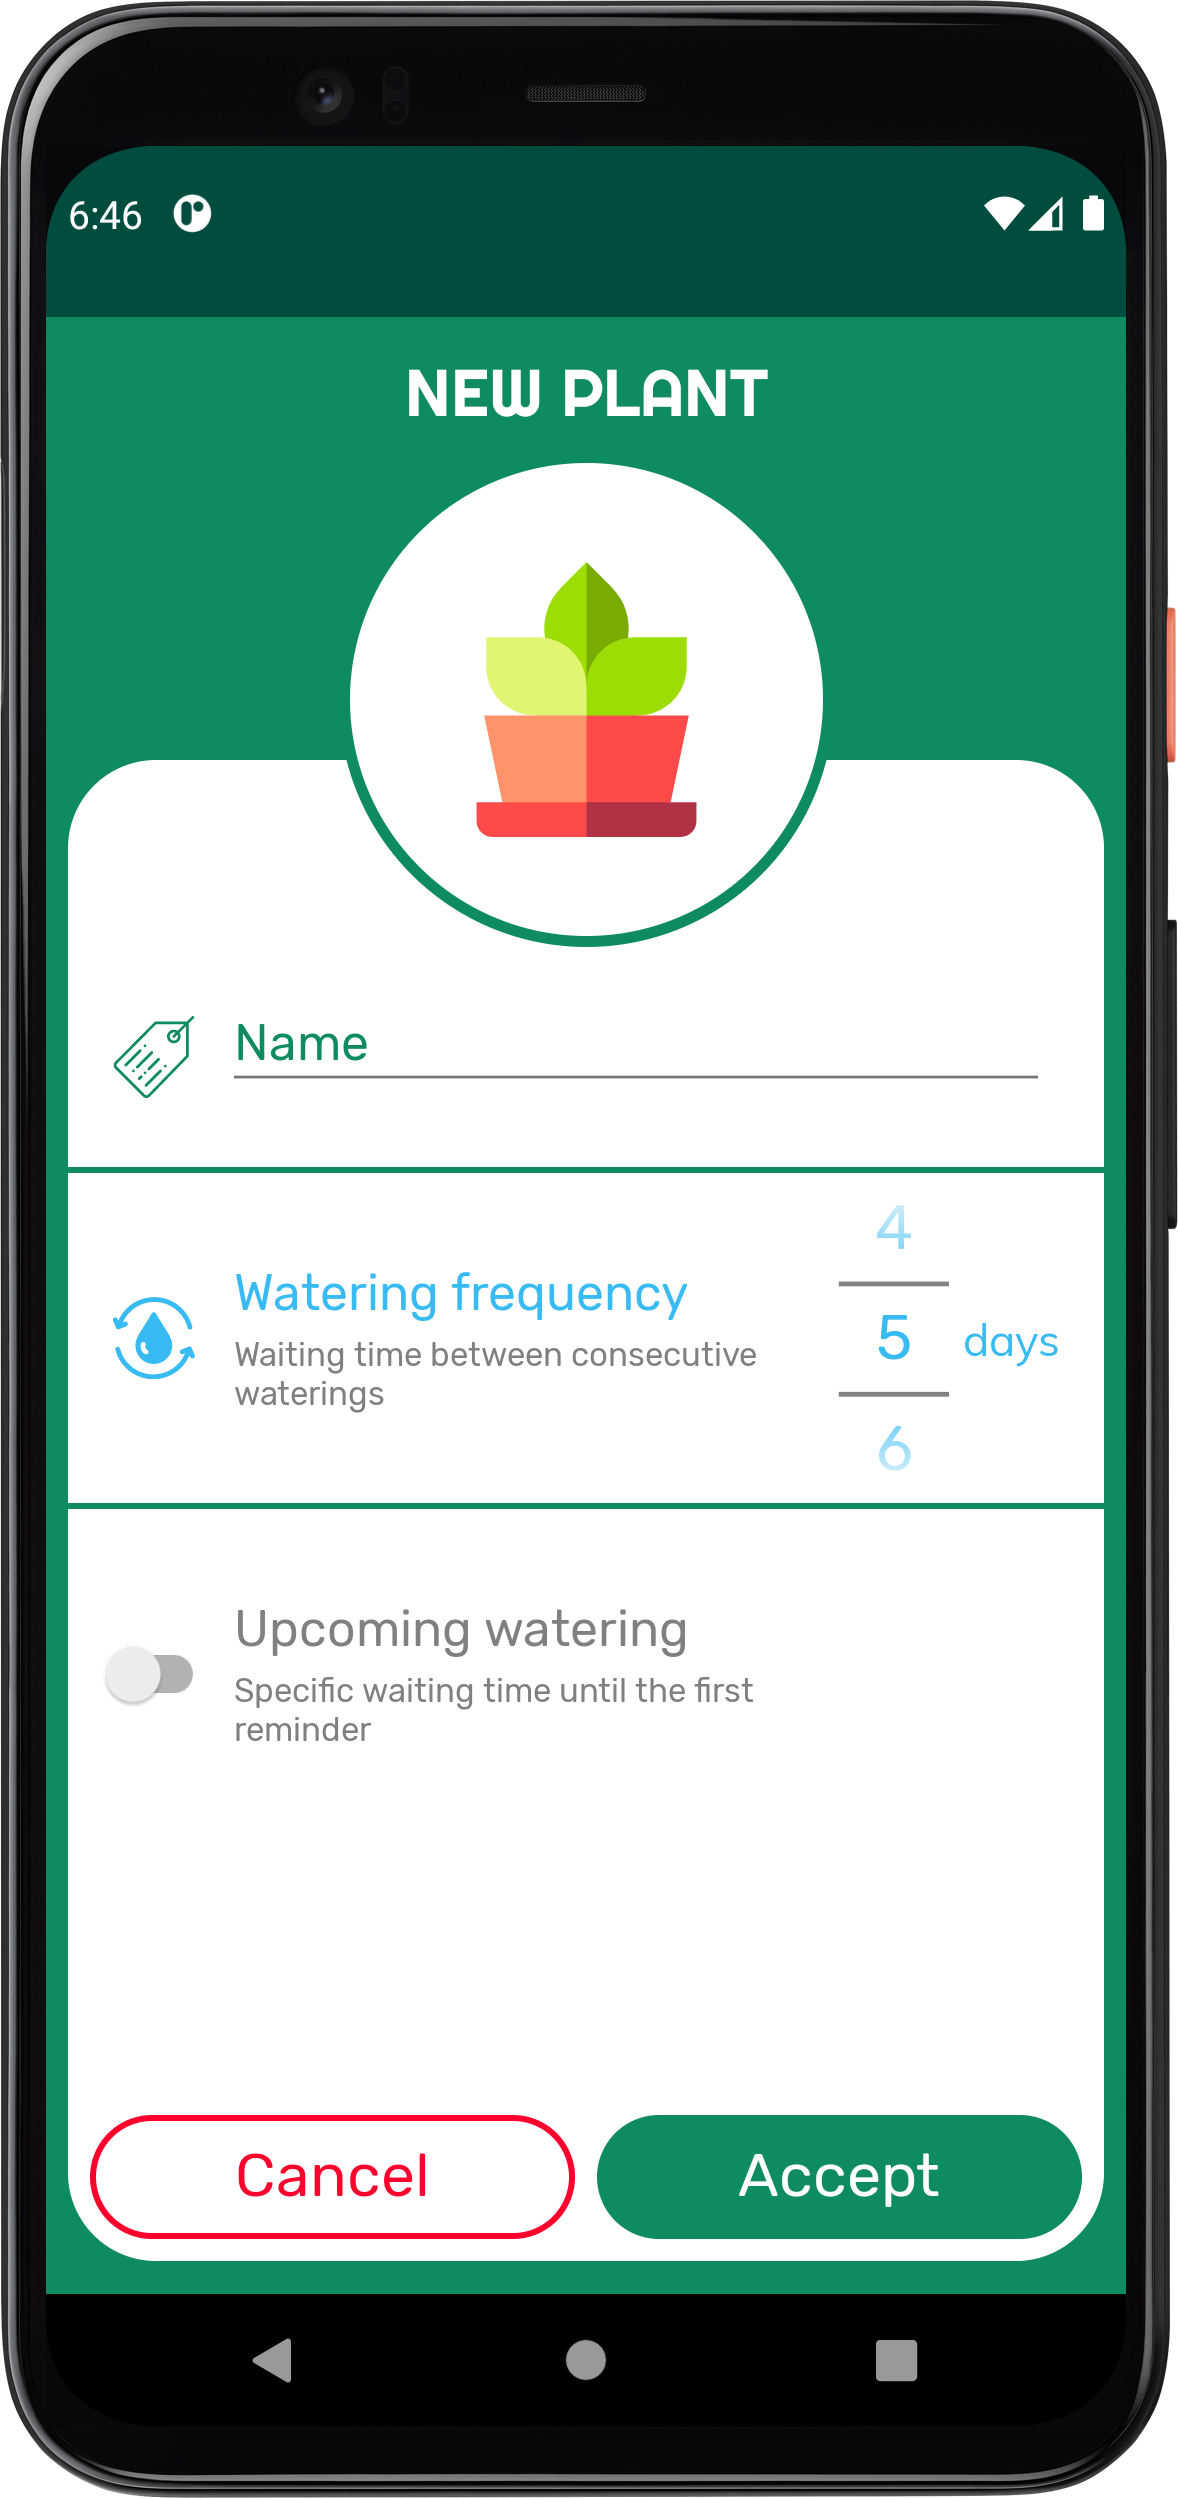 6:46
NEW PLANT
Name
4
Watering frequency
5 days
Waiting time between consecutive
waterings
6
Upcoming watering
Specific waiting time until the first
reminder
Cancel Accept